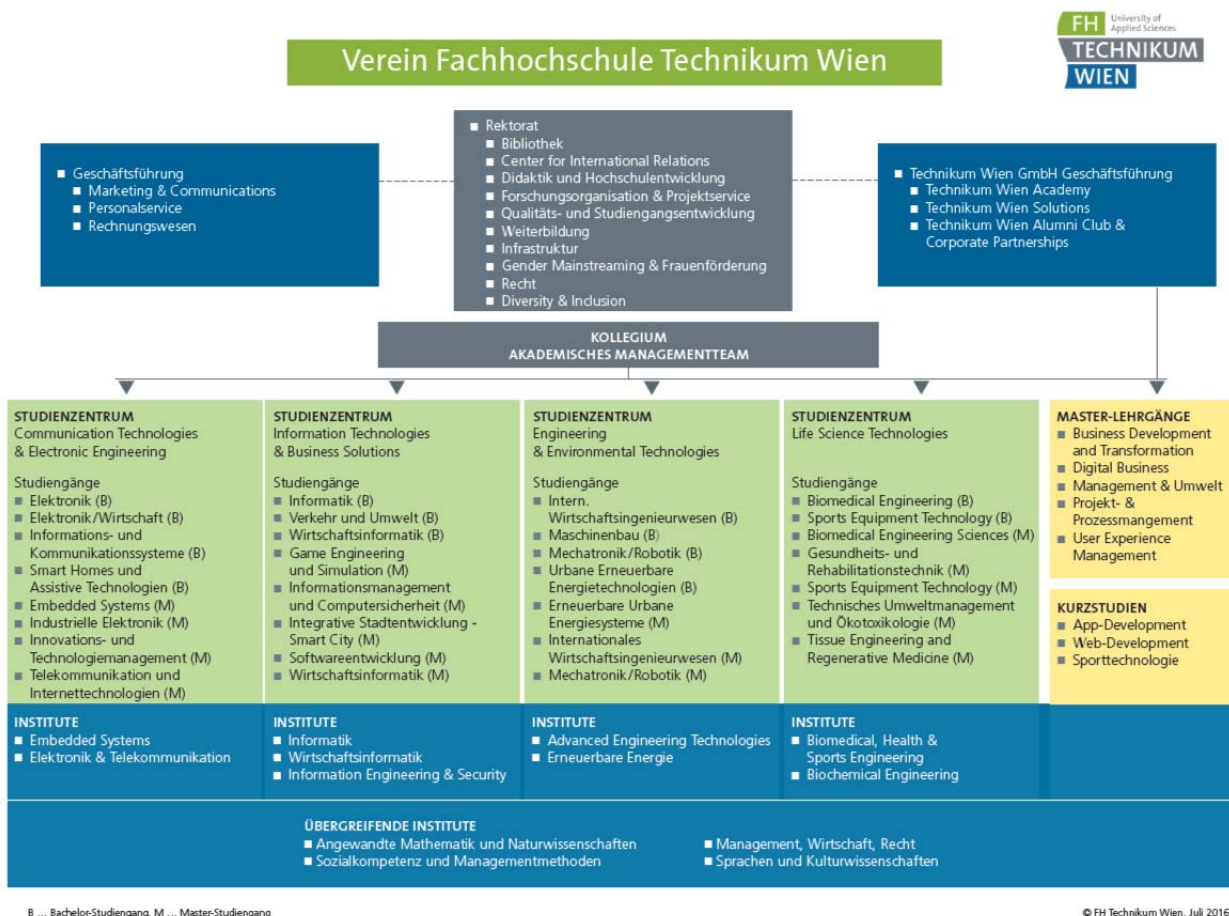 FH University of
Applied Sciences
TECHNIKUM
WIEN
Verein Fachhochschule Technikum Wien
■ Geschäftsführung
■ Marketing & Communications
■ Personalservice
■ Rechnungswesen
■ Rektorat
■ Bibliothek
■ Center for International Relations
■ Didaktik und Hochschulentwicklung
■ Forschungsorganisation & Projektservice
■ Qualitäts- und Studiengangsentwicklung
■ Weiterbildung
■ Infrastruktur
■ Gender Mainstreaming & Frauenförderung
■ Recht
■ Diversity & Inclusion
■ Technikum Wien GmbH Geschäftsführung
■ Technikum Wien Academy
■ Technikum Wien Solutions
■ Technikum Wien Alumni Club &
Corporate Partnerships
KOLLEGIUM
AKADEMISCHES MANAGEMENTTEAM
STUDIENZENTRUM
Communication Technologies
& Electronic Engineering
Studiengänge
■ Elektronik (B)
■ Elektronik/Wirtschaft (B)
■ Informations- und
Kommunikationssysteme (B)
■ Smart Homes und
Assistive Technologien (B)
■ Embedded Systems (M)
■ Industrielle Elektronik (M)
■ Innovations- und
Technologiemanagement (M)
■ Telekommunikation und
Internettechnologien (M)
STUDIENZENTRUM
Information Technologies
& Business Solutions
Studiengänge
■ Informatik (B)
■ Verkehr und Umwelt (B)
■ Wirtschaftsinformatik (B)
■ Game Engineering
und Simulation (M)
■ Informationsmanagement
und Computersicherheit (M)
■ Integrative Stadtentwicklung -
Smart City (M)
■ Softwareentwicklung (M)
■ Wirtschaftsinformatik (M)
STUDIENZENTRUM
Engineering
& Environmental Technologies
Studiengänge
■ Intern.
Wirtschaftsingenieurwesen (B)
■ Maschinenbau (B)
■ Mechatronik/Robotik (B)
■ Urbane Erneuerbare
Energietechnologien (B)
■ Erneuerbare Urbane
Energiesysteme (M)
■ Internationales
Wirtschaftsingenieurwesen (M)
■ Mechatronik/Robotik (M)
STUDIENZENTRUM
Life Science Technologies
Studiengänge
■ Biomedical Engineering (B)
■ Sports Equipment Technology (B)
■ Biomedical Engineering Sciences (M)
■ Gesundheits- und
Rehabilitationstechnik (M)
■ Sports Equipment Technology (M)
■ Technisches Umweltmanagement
und Ökotoxikologie (M)
■ Tissue Engineering and
Regenerative Medicine (M)
MASTER-LEHRGÄNGE
■ Business Development
and Transformation
■ Digital Business
■ Management & Umwelt
■ Projekt- &
Prozessmangement
■ User Experience
Management
KURZSTUDIEN
■ App-Development
■ Web-Development
■ Sporttechnologie
INSTITUTE
■ Embedded Systems
■ Elektronik & Telekommunikation
INSTITUTE
■ Informatik
■ Wirtschaftsinformatik
■ Information Engineering & Security
INSTITUTE
■ Advanced Engineering Technologies
■ Erneuerbare Energie
INSTITUTE
■ Biomedical, Health &
Sports Engineering
■ Biochemical Engineering
ÜBERGREIFENDE INSTITUTE
■ Angewandte Mathematik und Naturwissenschaften
■ Sozialkompetenz und Managementmethoden
■ Management, Wirtschaft, Recht
■ Sprachen und Kulturwissenschaften
B ... Bachelor-Studiengang, M ... Master-Studiengang
© FH Technikum Wien, Juli 2016